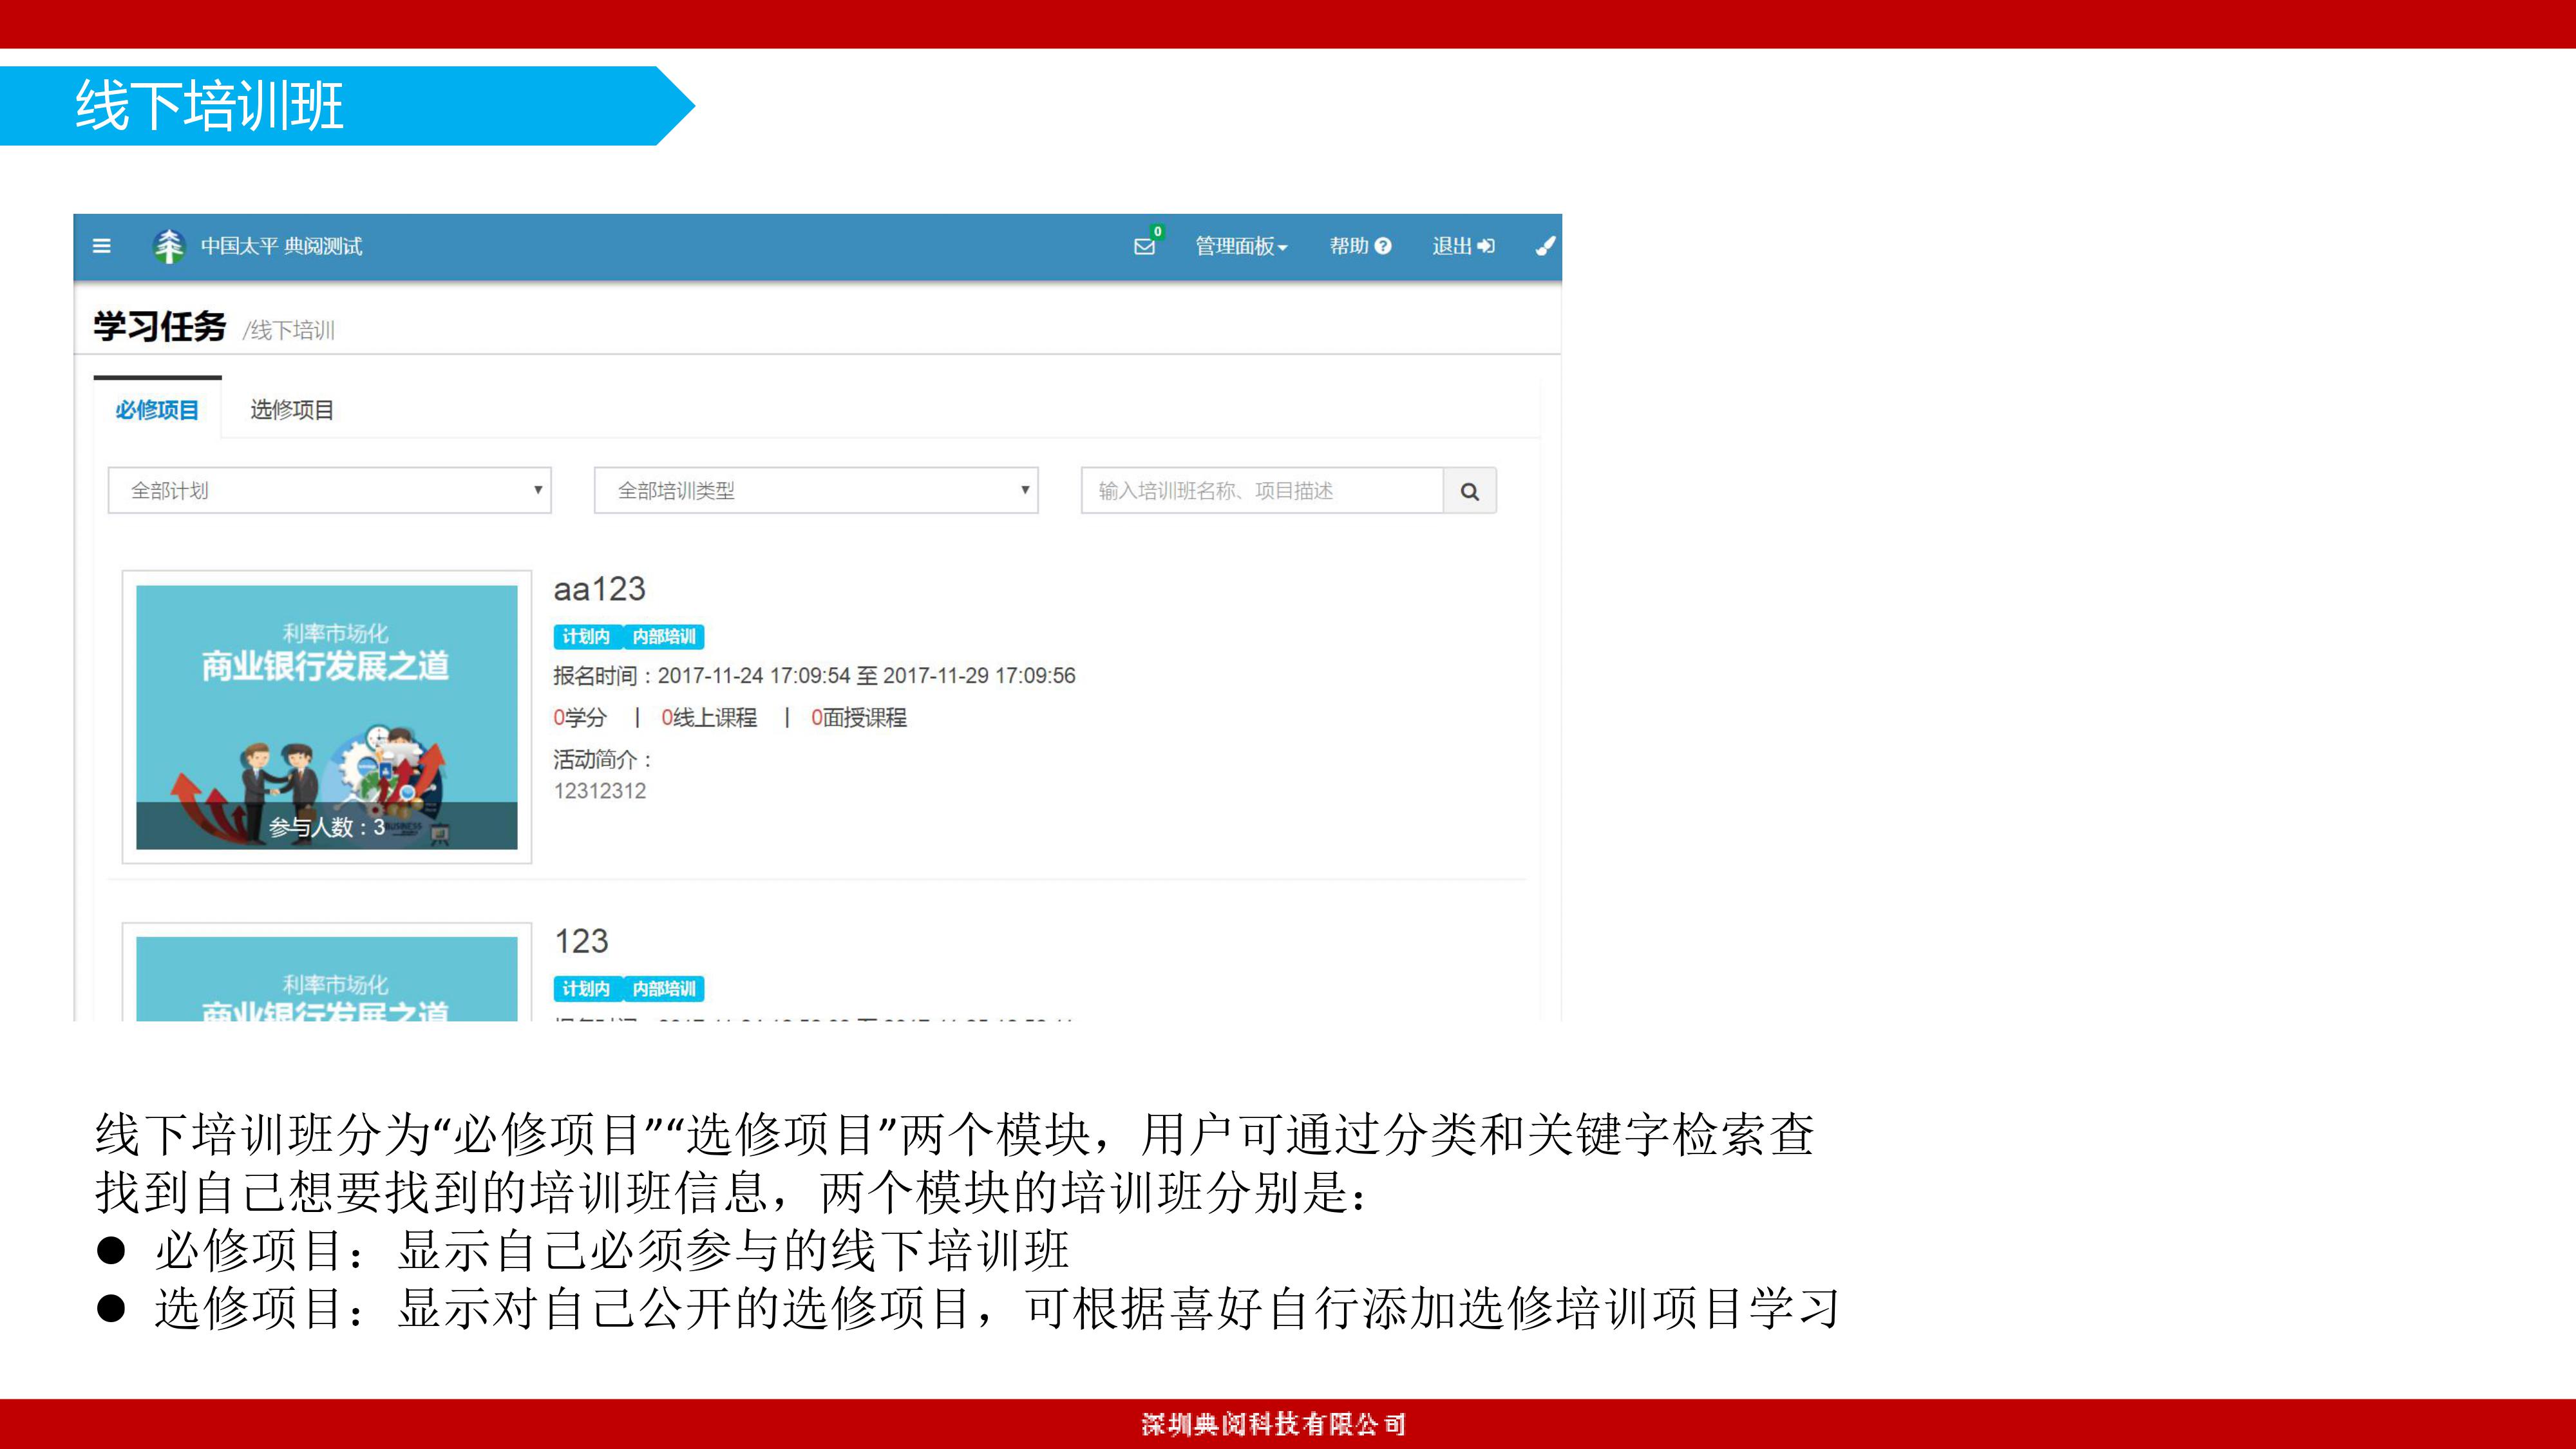 线下培训班
中国太平 典阅测试
0
管理面板
帮助
退出
学习任务 /线下培训
必修项目
选修项目
全部计划
全部培训类型
输入培训班名称、项目描述
利率市场化
商业银行发展之道
参与人数：3
aa123
计划内 内部培训
报名时间：2017-11-24 17:09:54 至 2017-11-29 17:09:56
0学分 | 0线上课程 | 0面授课程
活动简介：
12312312
利率市场化
商业银行发展之道
123
计划内 内部培训
线下培训班分为“必修项目”“选修项目”两个模块，用户可通过分类和关键字检索查
找到自己想要找到的培训班信息，两个模块的培训班分别是：
● 必修项目：显示自己必须参与的线下培训班
● 选修项目：显示对自己公开的选修项目，可根据喜好自行添加选修培训项目学习
深圳典阅科技有限公司